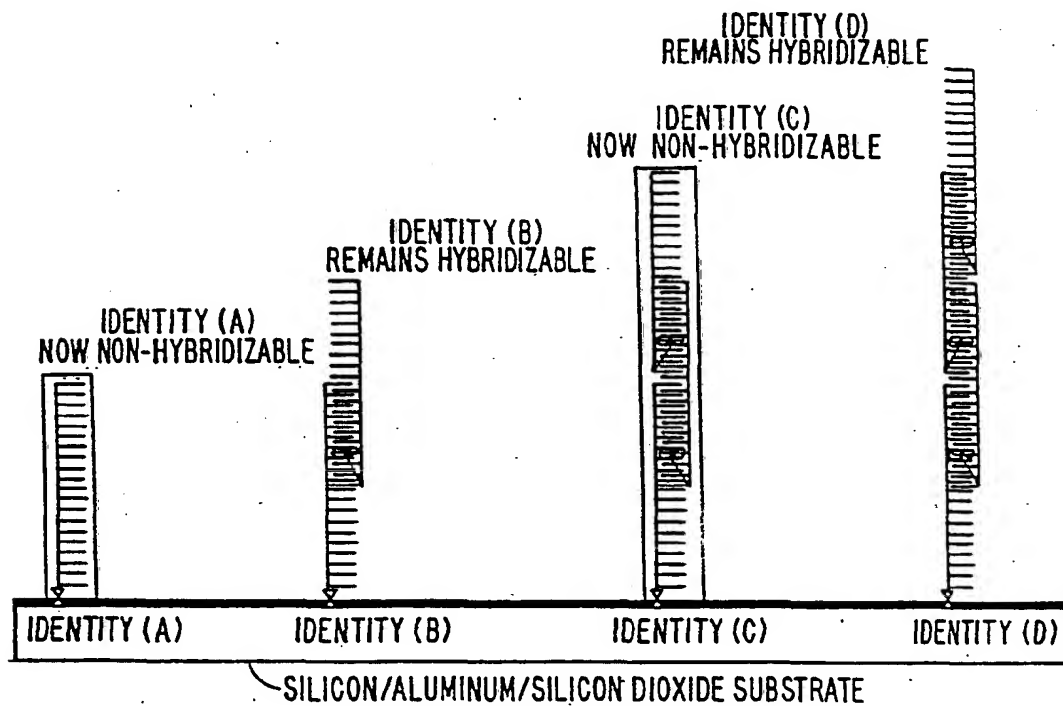 IDENTITY (D)
REMAINS HYBRIDIZABLE
IDENTITY (C)
NOW NON-HYBRIDIZABLE
IDENTITY (B)
REMAINS HYBRIDIZABLE
IDENTITY (A)
NOW NON-HYBRIDIZABLE
IDENTITY (A)
IDENTITY (B)
IDENTITY (C)
IDENTITY (D)
SILICON/ALUMINUM/SILICON DIOXIDE SUBSTRATE